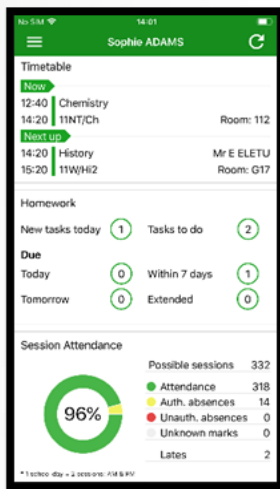 No SIM 14:01
Sophie ADAMS
Timetable
Now
12:40 Chemistry
14:20 11NT/Ch Room: 112
Next up
14:20 History Mr E ELETU
15:20 11W/Hi2 Room: G17
Homework
New tasks today 1 Tasks to do 2
Due
Today 0 Within 7 days 1
Tomorrow 0 Extended 0
Session Attendance
Possible sessions 332
Attendance 318
96% Auth. absences 14
Unauth. absences 0
Unknown marks 0
Lates 2
* 1 school day = 2 sessions: AM & PM